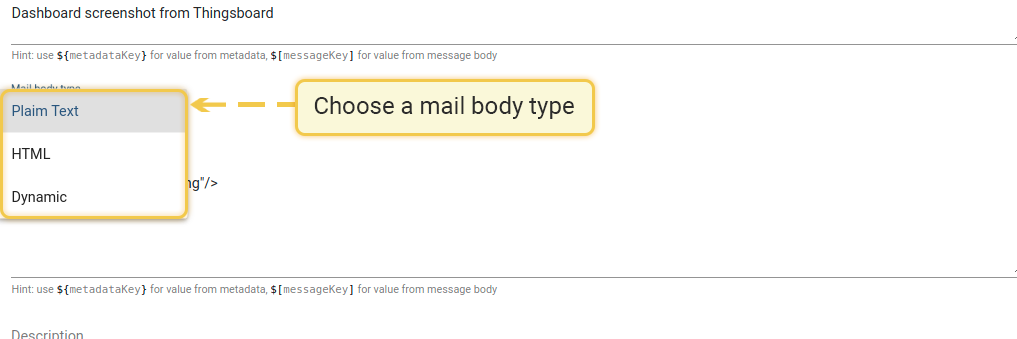 Dashboard screenshot from Thingsboard
Hint: use ${metadataKey} for value from metadata, $[messageKey] for value from message body
Mail body type
Plaim Text
Choose a mail body type
HTML
ng"/>
Dynamic
Hint: use ${metadataKey} for value from metadata, $[messageKey] for value from message body
Description